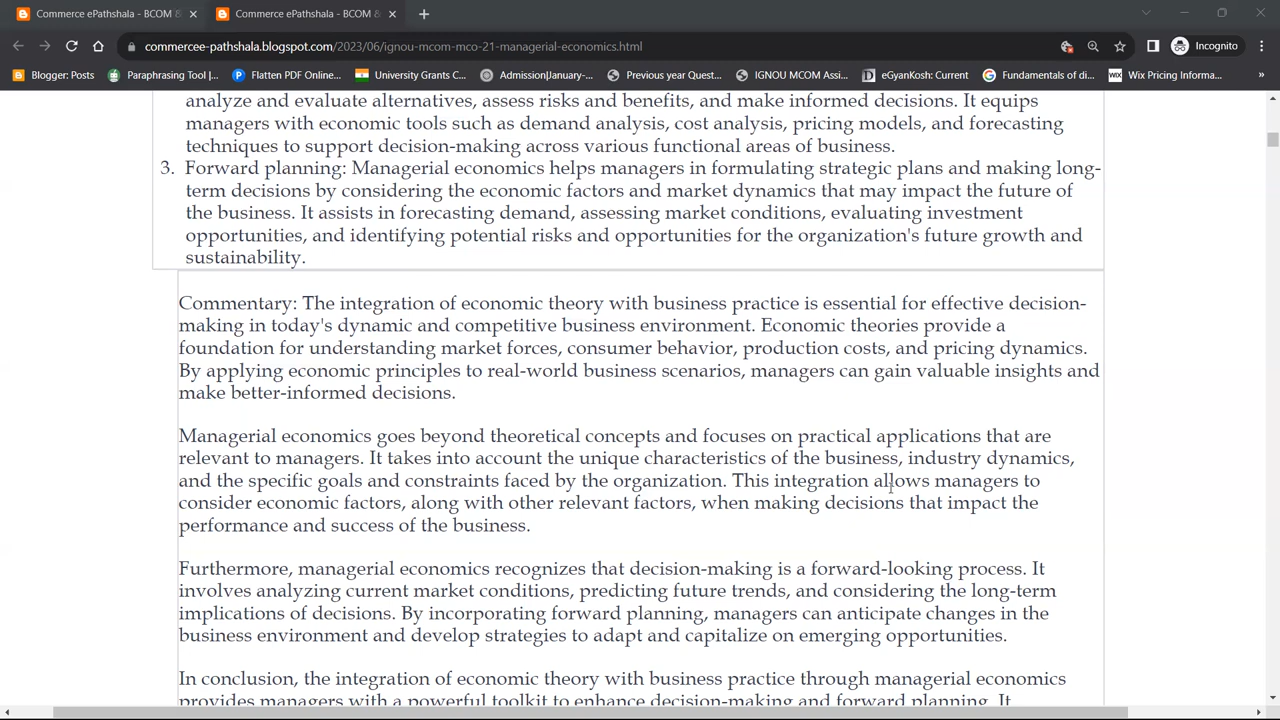 Commerce ePathshala - BCOM &
Commerce ePathshala - BCOM &
commercee-pathshala.blogspot.com/2023/06/ignou-mcom-mco-21-managerial-economics.html
Incognito
Blogger: Posts
Paraphrasing Tool |...
Flatten PDF Online...
University Grants C...
Admission|January-...
Previous year Quest...
IGNOU MCOM Assi...
eGyanKosh: Current
Fundamentals of di...
WIX Wix Pricing Informa...
»
analyze and evaluate alternatives, assess risks and benefits, and make informed decisions. It equips
managers with economic tools such as demand analysis, cost analysis, pricing models, and forecasting
techniques to support decision-making across various functional areas of business.
3. Forward planning: Managerial economics helps managers in formulating strategic plans and making long-
term decisions by considering the economic factors and market dynamics that may impact the future of
the business. It assists in forecasting demand, assessing market conditions, evaluating investment
opportunities, and identifying potential risks and opportunities for the organization's future growth and
sustainability.
Commentary: The integration of economic theory with business practice is essential for effective decision-
making in today's dynamic and competitive business environment. Economic theories provide a
foundation for understanding market forces, consumer behavior, production costs, and pricing dynamics.
By applying economic principles to real-world business scenarios, managers can gain valuable insights and
make better-informed decisions.
Managerial economics goes beyond theoretical concepts and focuses on practical applications that are
relevant to managers. It takes into account the unique characteristics of the business, industry dynamics,
and the specific goals and constraints faced by the organization. This integration allows managers to
consider economic factors, along with other relevant factors, when making decisions that impact the
performance and success of the business.
Furthermore, managerial economics recognizes that decision-making is a forward-looking process. It
involves analyzing current market conditions, predicting future trends, and considering the long-term
implications of decisions. By incorporating forward planning, managers can anticipate changes in the
business environment and develop strategies to adapt and capitalize on emerging opportunities.
In conclusion, the integration of economic theory with business practice through managerial economics
provides managers with a powerful toolkit to enhance decision-making and forward planning. It